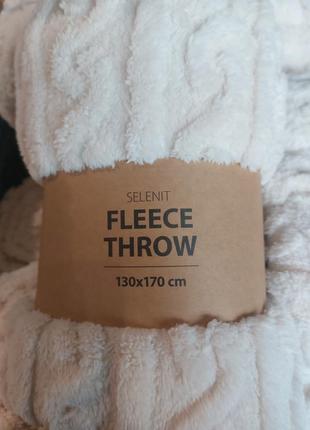 SELENIT
FLEECE
THROW
130x170 cm